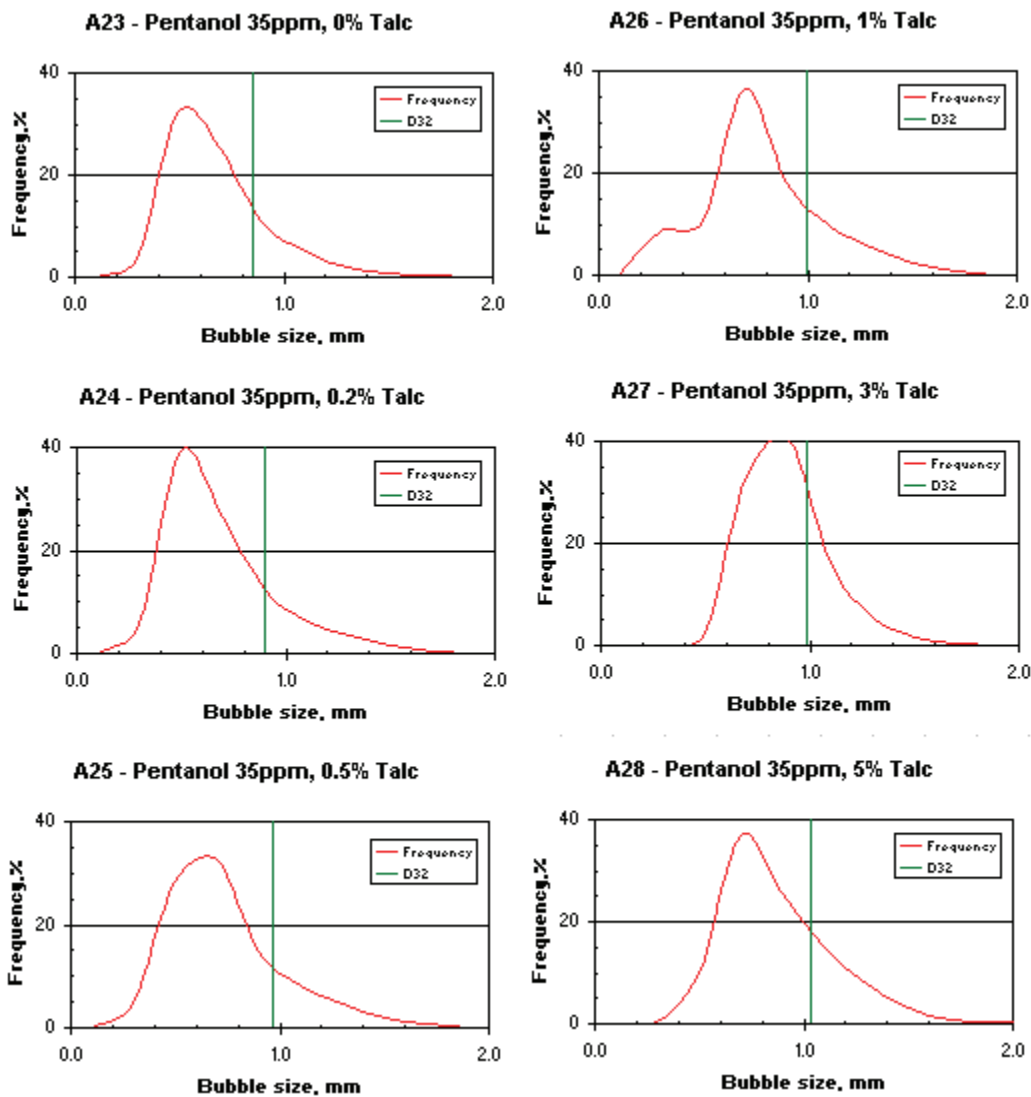 A23 - Pentanol 35ppm, 0% Talc
40
20
0
Frequency,%
Frequency
D32
0.0
1.0
2.0
Bubble size, mm
A26 - Pentanol 35ppm, 1% Talc
40
20
0
Frequency,%
Frequency
D32
0.0
1.0
2.0
Bubble size, mm
A24 - Pentanol 35ppm, 0.2% Talc
40
20
0
Frequency,%
Frequency
D32
0.0
1.0
2.0
Bubble size, mm
A27 - Pentanol 35ppm, 3% Talc
40
20
0
Frequency,%
Frequency
D32
0.0
1.0
2.0
Bubble size, mm
A25 - Pentanol 35ppm, 0.5% Talc
40
20
0
Frequency,%
Frequency
D32
0.0
1.0
2.0
Bubble size, mm
A28 - Pentanol 35ppm, 5% Talc
40
20
0
Frequency,%
Frequency
D32
0.0
1.0
2.0
Bubble size, mm